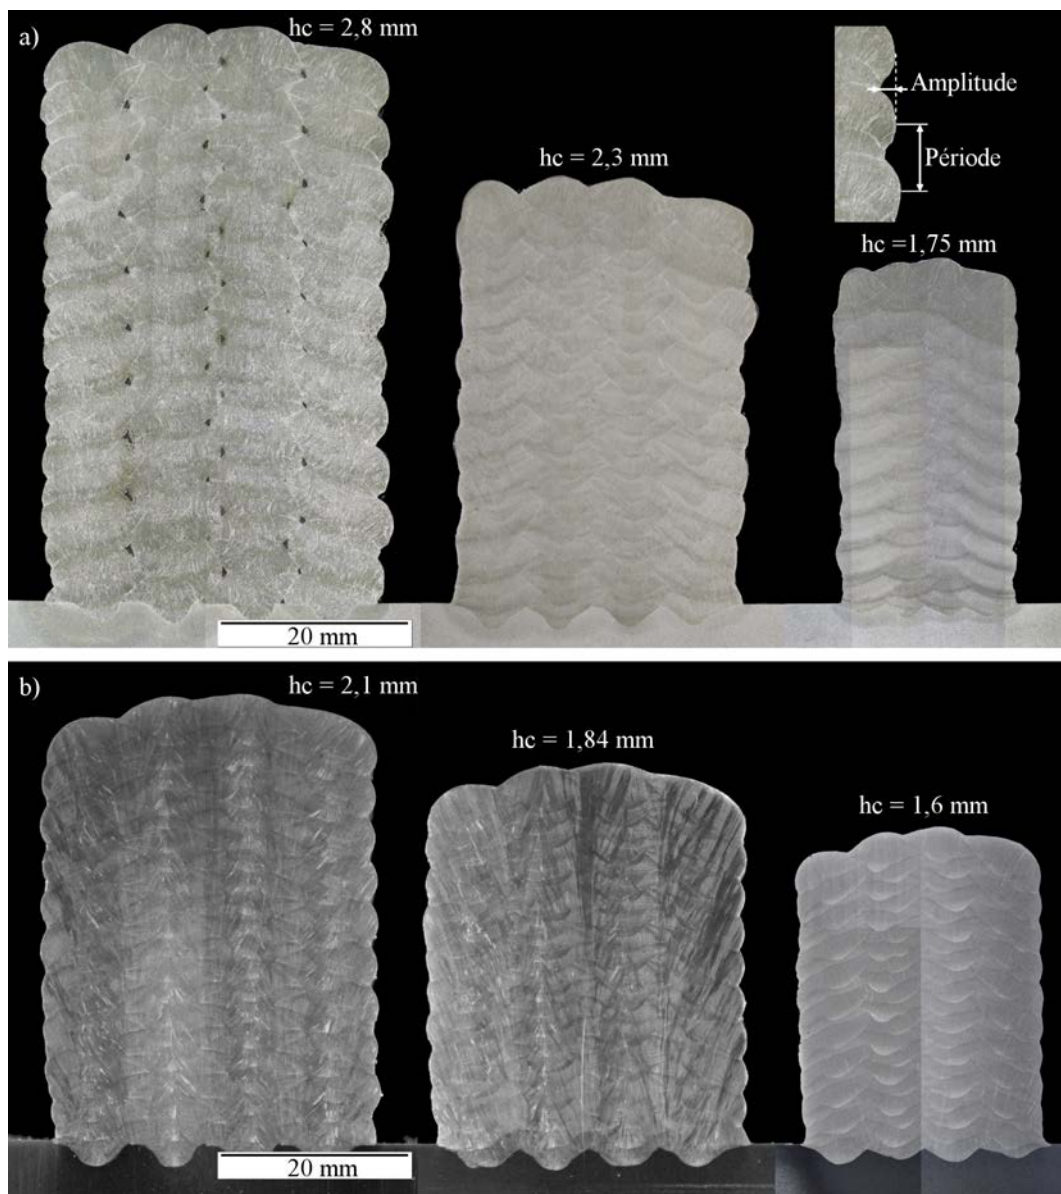 a)
hc = 2,8 mm
Amplitude
hc = 2,3 mm
Période
hc =1,75 mm
20 mm
b)
hc = 2,1 mm
hc = 1,84 mm
hc = 1,6 mm
20 mm